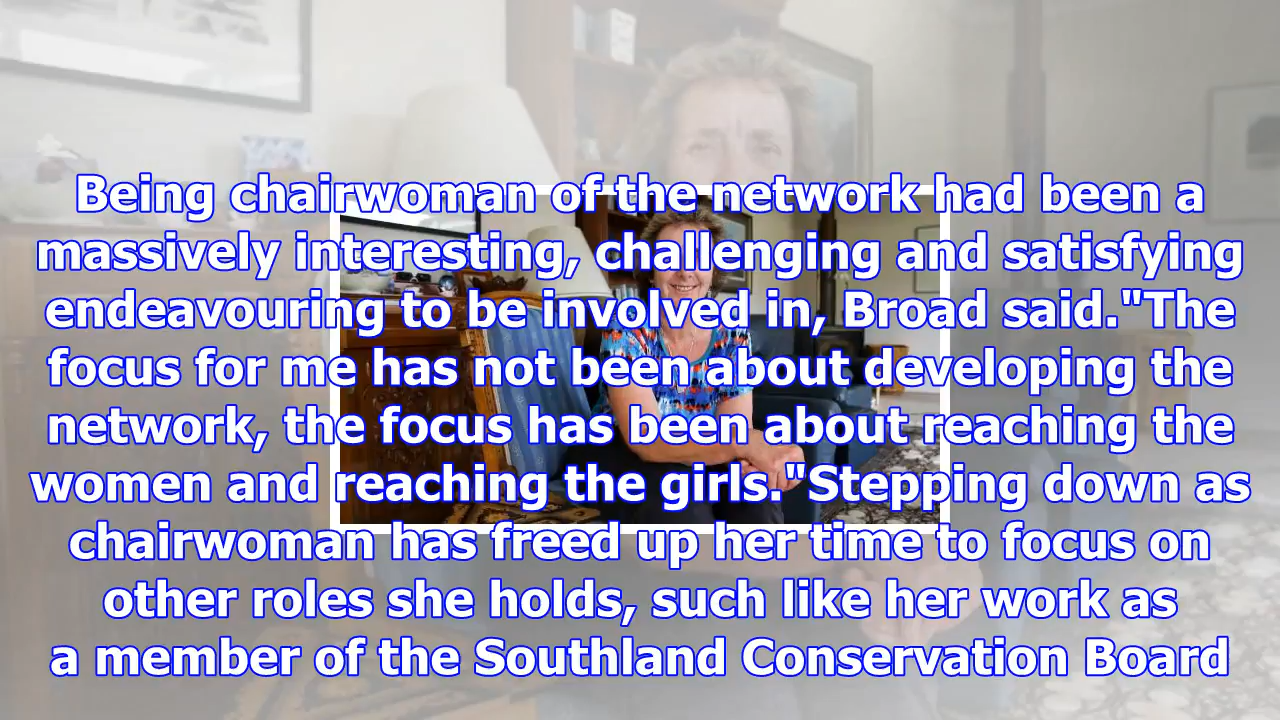 Being chairwoman of the network had been a
massively interesting, challenging and satisfying
endeavouring to be involved in, Broad said."The
focus for me has not been about developing the
network, the focus has been about reaching the
women and reaching the girls."Stepping down as
chairwoman has freed up her time to focus on
other roles she holds, such like her work as
a member of the Southland Conservation Board